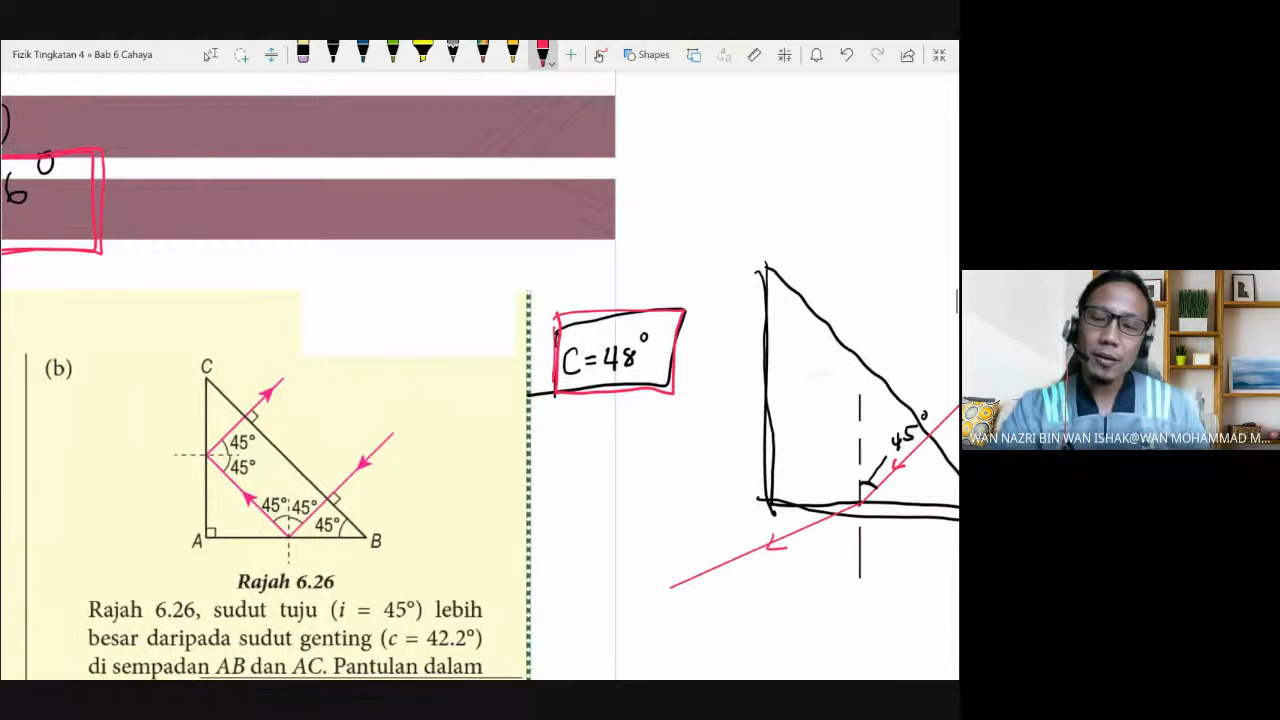 Fizik Tingkatan 4 » Bab 6 Cahaya
Shapes
6°
(b)
C
45°
45°
45° 45°
45°
A
B
Rajah 6.26
Rajah 6.26, sudut tuju (i = 45°) lebih
besar daripada sudut genting (c = 42.2°)
di sempadan AB dan AC. Pantulan dalam
C = 48°
45°
WAN NAZRI BIN WAN ISHAK@WAN MOHAMMAD M...